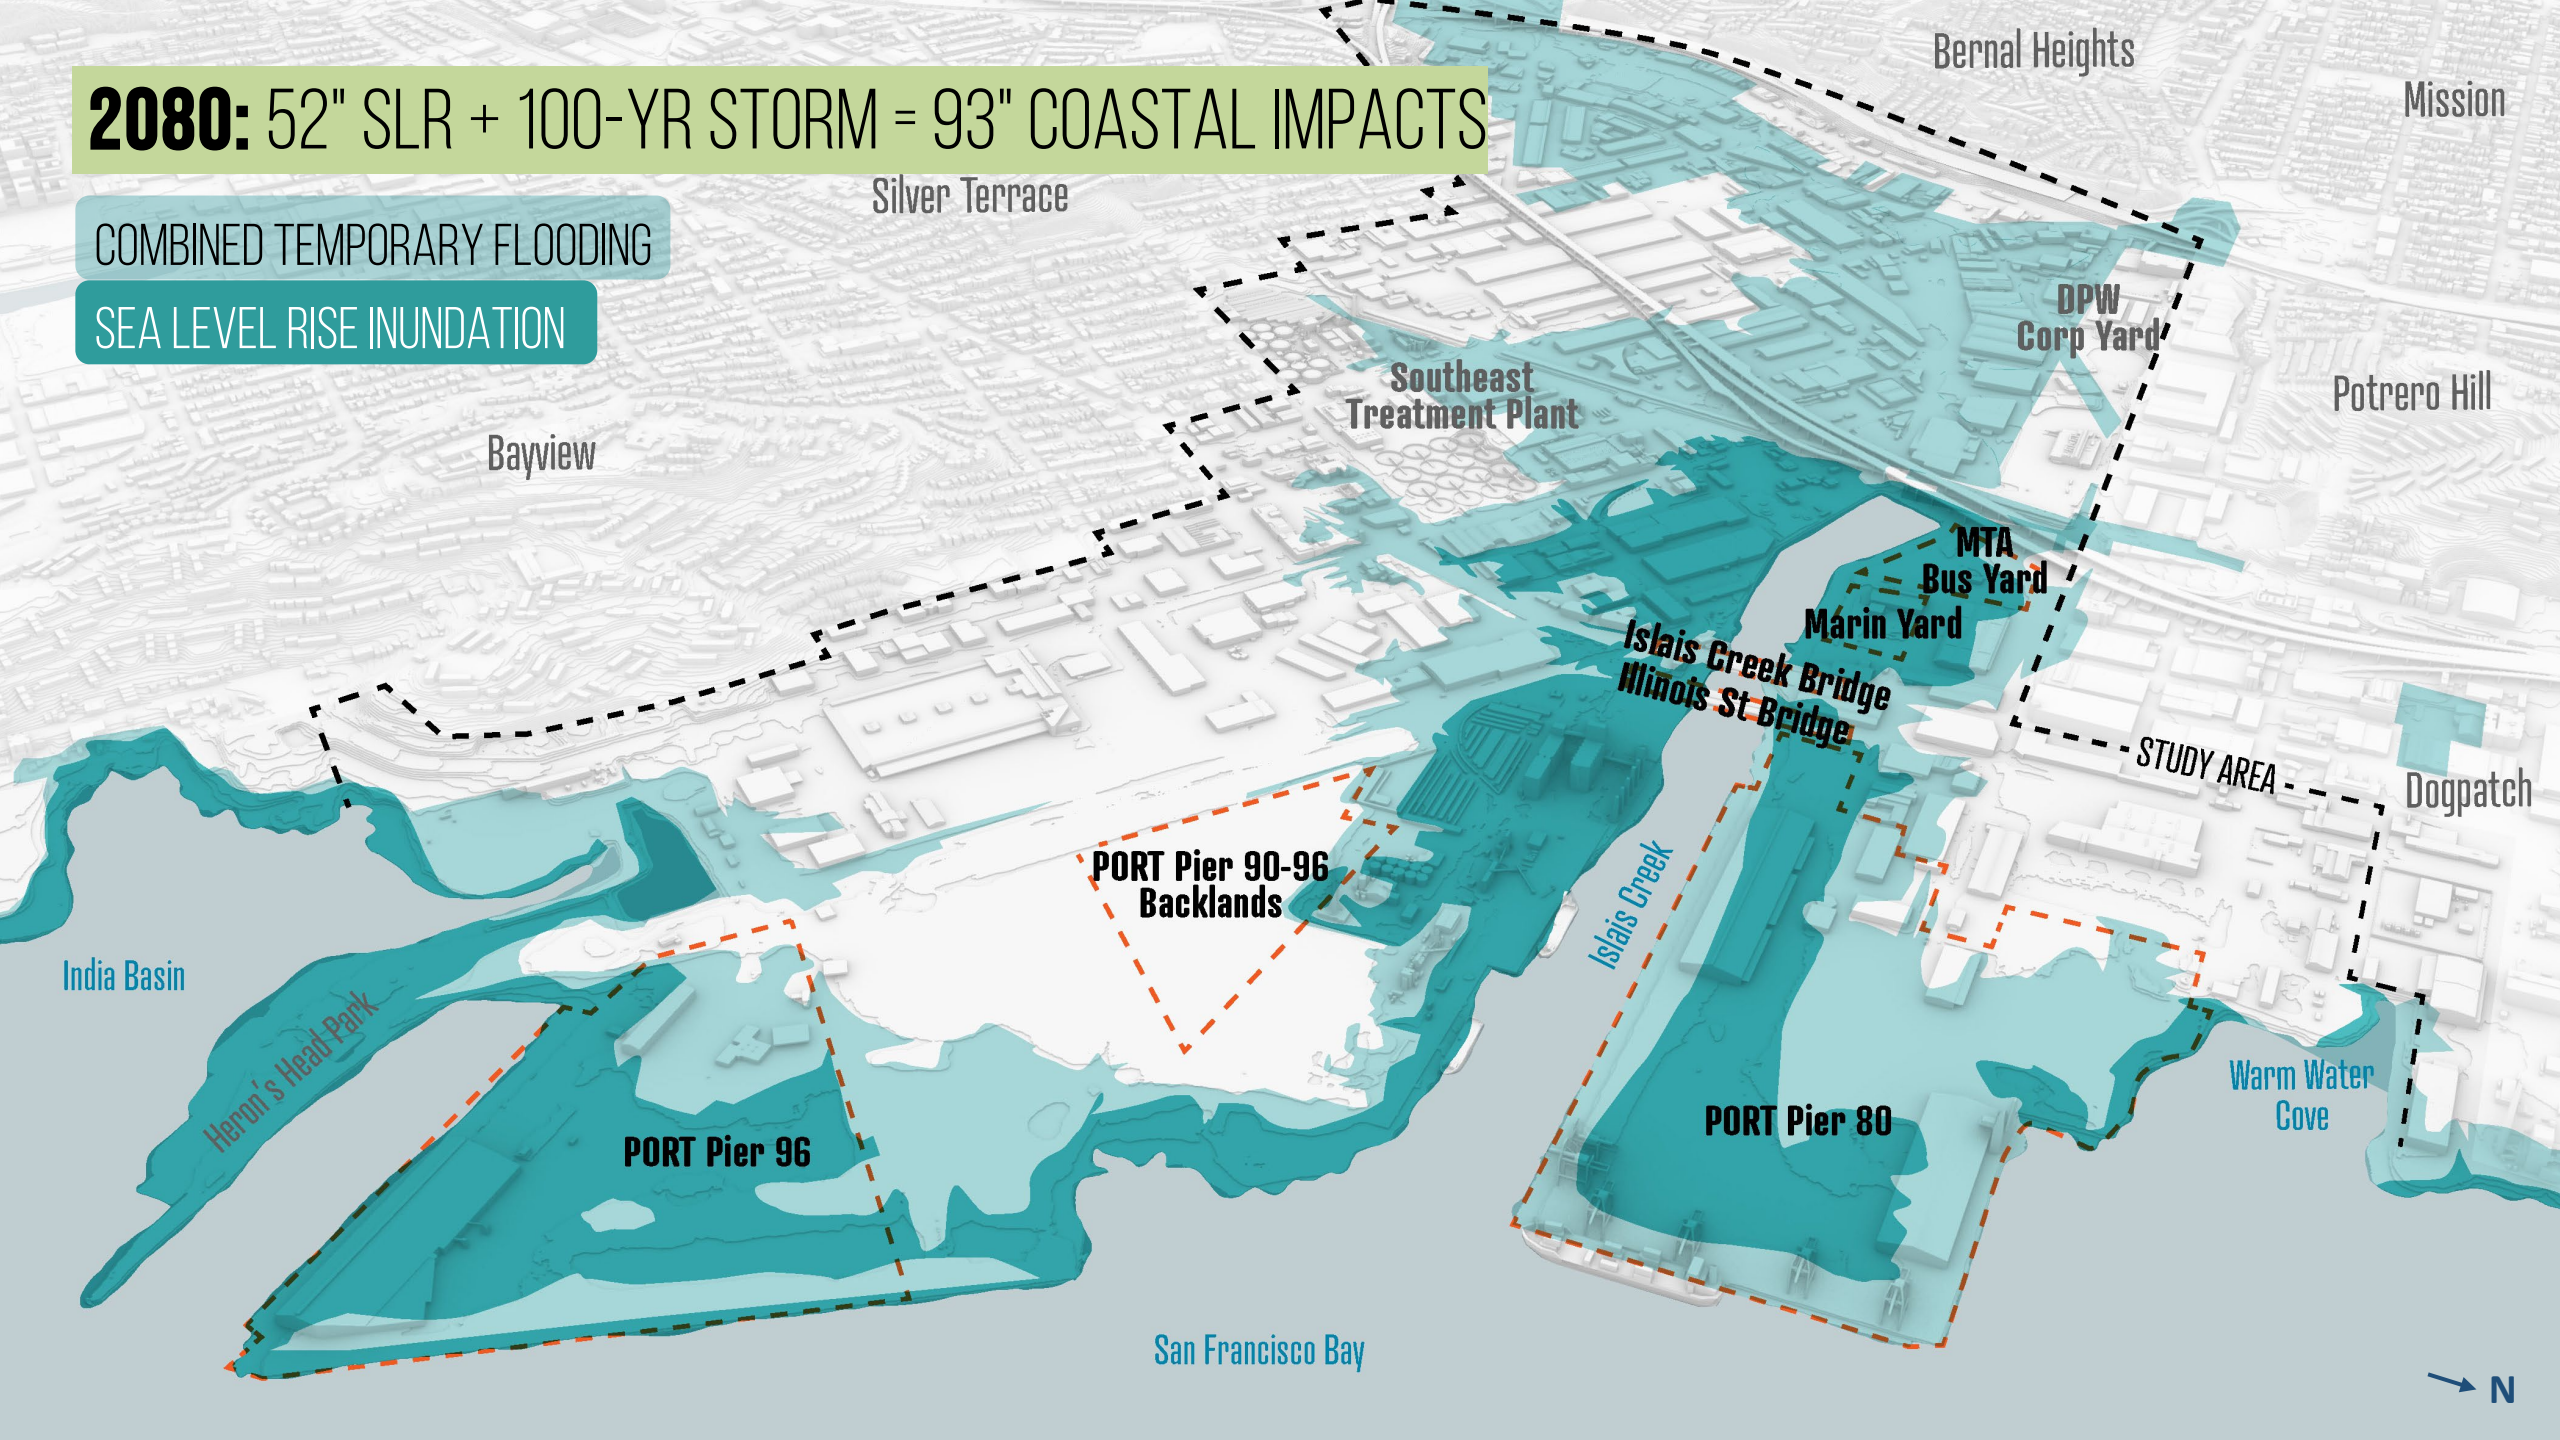 2080: 52" SLR + 100-YR STORM = 93" COASTAL IMPACTS
COMBINED TEMPORARY FLOODING
SEA LEVEL RISE INUNDATION
Bernal Heights
Mission
Silver Terrace
DPW
Corp Yard
Southeast
Treatment Plant
Potrero Hill
Bayview
MTA
Bus Yard
Marin Yard
Islais Creek Bridge
Illinois St Bridge
STUDY AREA
Dogpatch
PORT Pier 90-96
Backlands
Islais Creek
India Basin
Heron's Head Park
Warm Water
Cove
PORT Pier 96
PORT Pier 80
San Francisco Bay
N